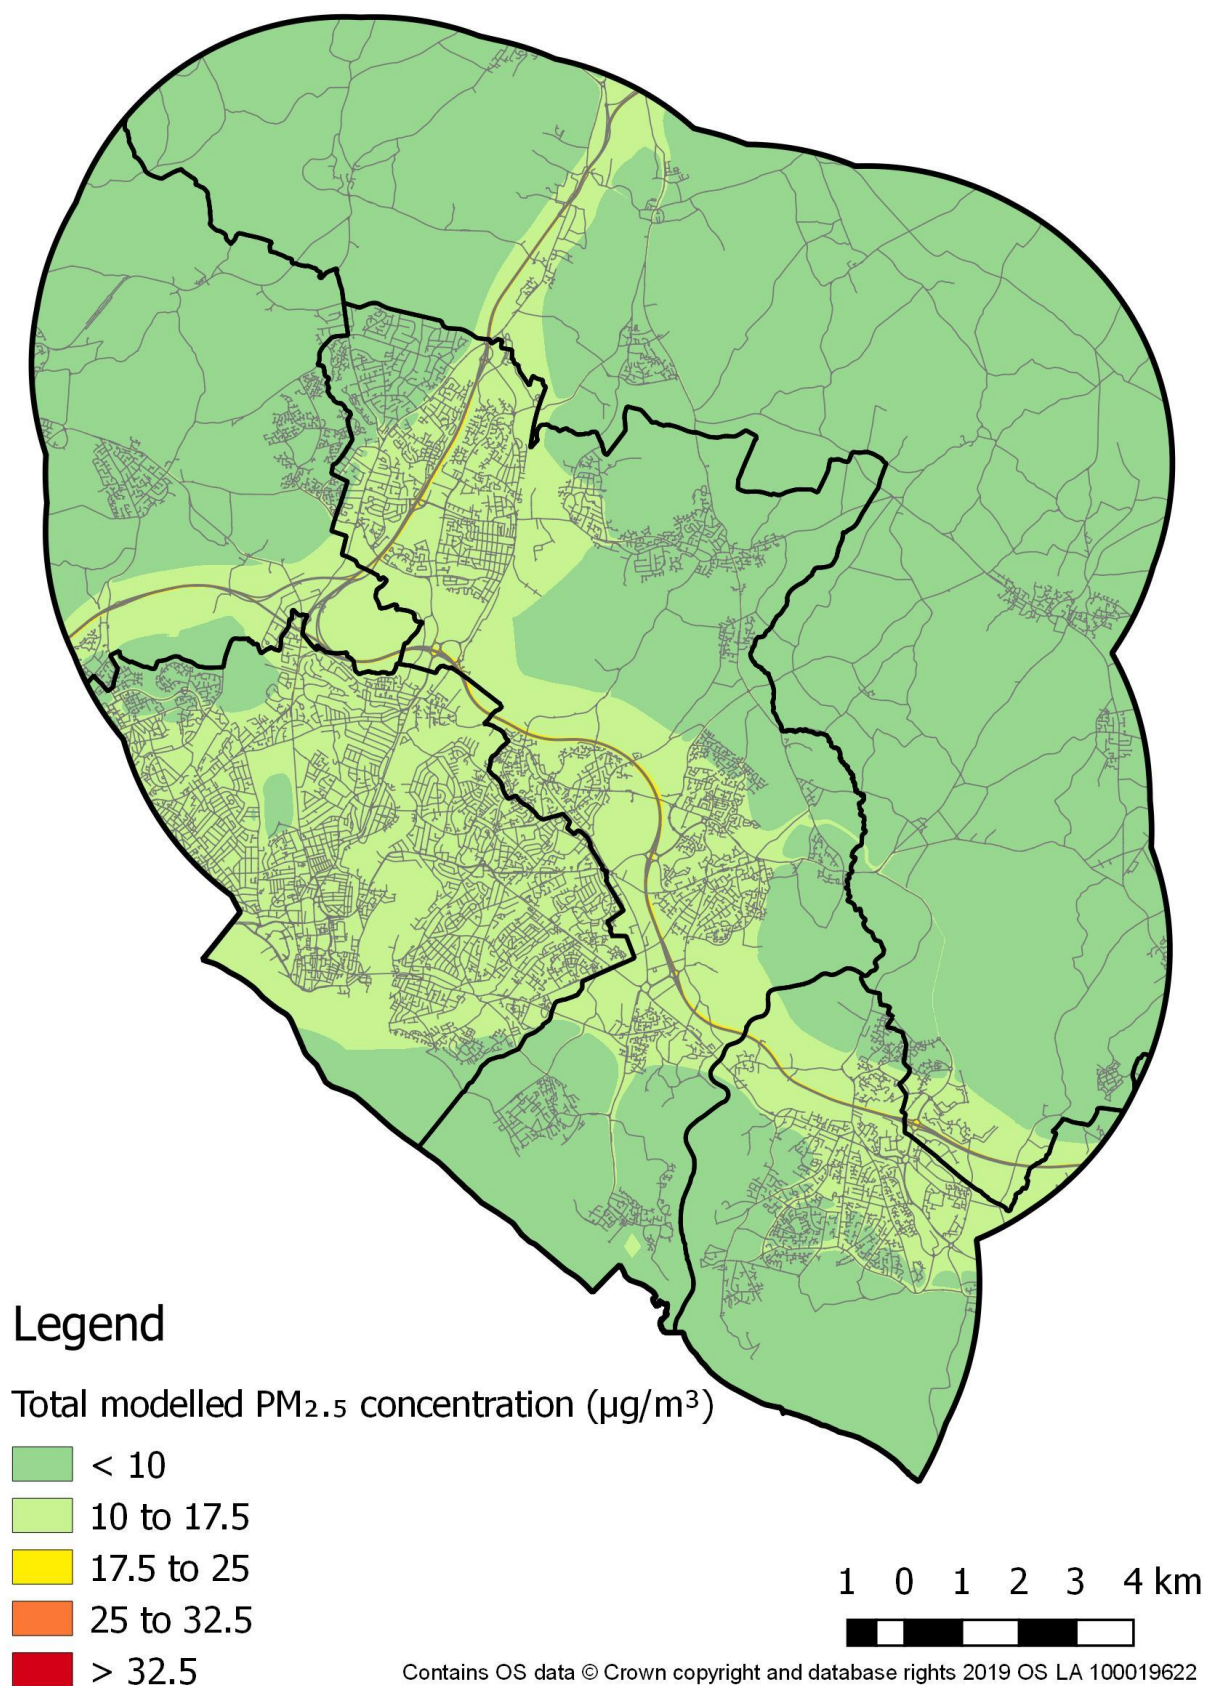 Legend
Total modelled PM₂.₅ concentration (µg/m³)
< 10
10 to 17.5
17.5 to 25
25 to 32.5
> 32.5
1 0 1 2 3 4 km
Contains OS data © Crown copyright and database rights 2019 OS LA 100019622